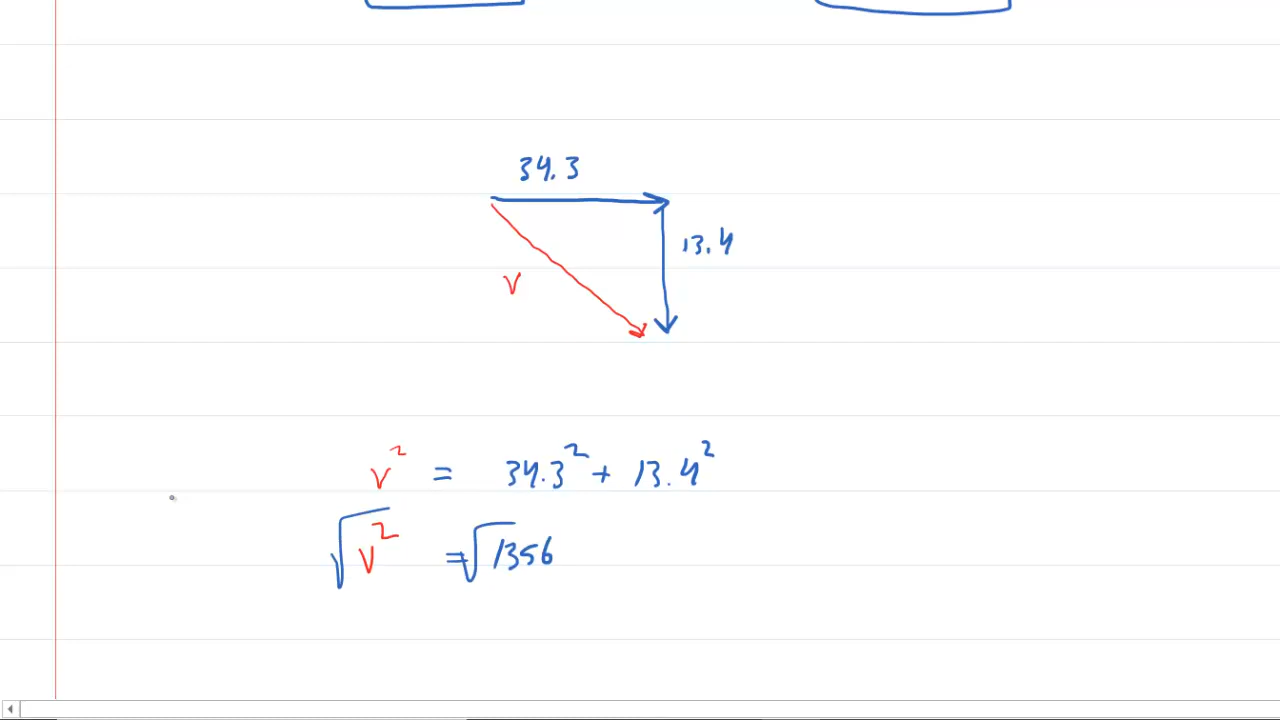 34.3
13.4
v
v² = 34.3² + 13.4²
√v² = √1356